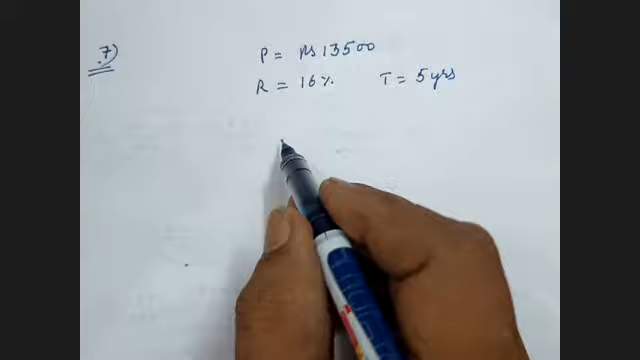 7)
P = Rs 13500
R = 16% T = 5 yrs